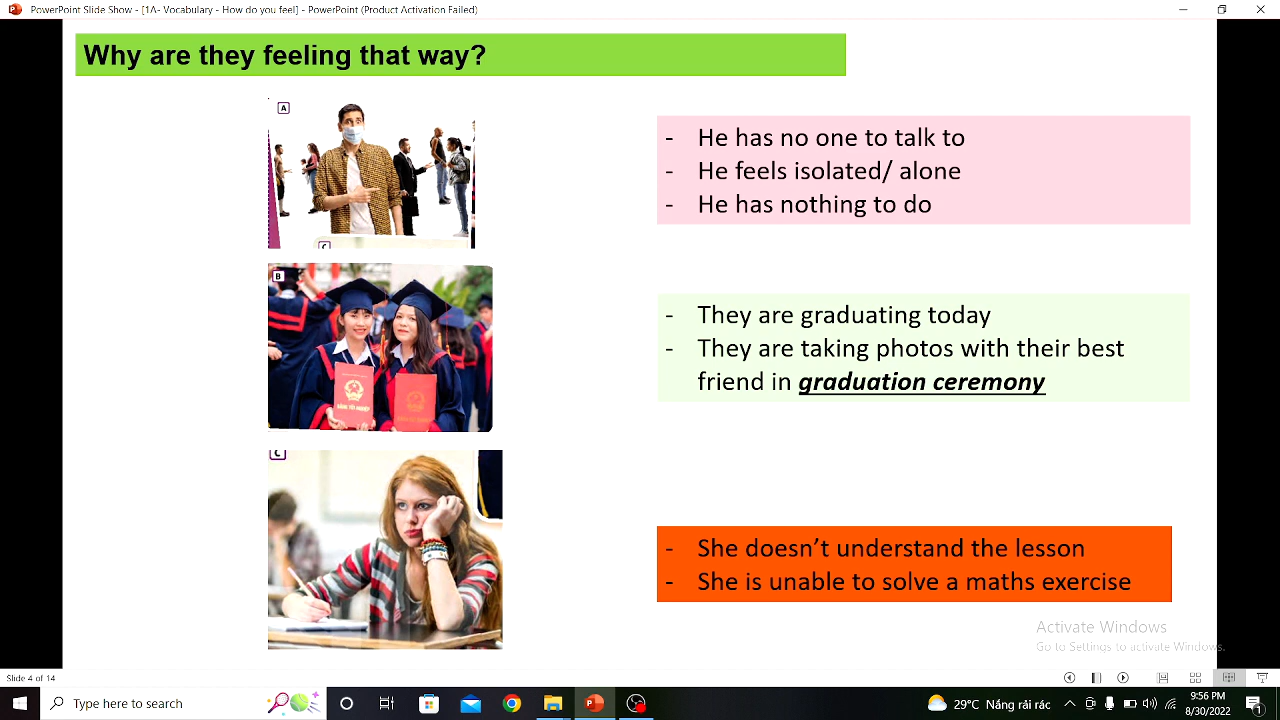 PowerPoint Slide Show - [1A- Vocabulary - How do you feel] - PowerPoint (Product Activation Failed)
Why are they feeling that way?
A
C
B
C
- He has no one to talk to
- He feels isolated/ alone
- He has nothing to do
- They are graduating today
- They are taking photos with their best
friend in graduation ceremony
- She doesn't understand the lesson
- She is unable to solve a maths exercise
BẰNG TỐT NGHIỆP
Activate Windows
Go to Settings to activate Windows.
Slide 4 of 14
Type here to search
29°C Nắng rải rác
9:56 PM
8/30/2022